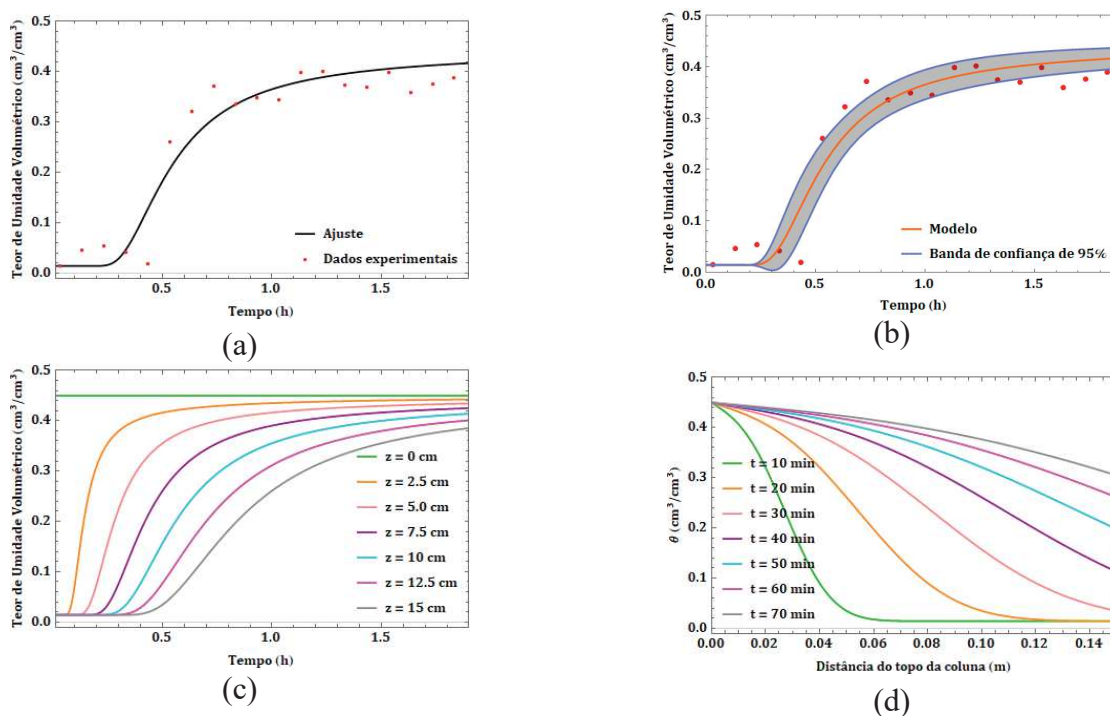 Teor de Umidade Volumétrico (cm³/cm³)
0.5
0.4
0.3
0.2
0.1
0.0
Ajuste
Dados experimentais
0.5 1.0 1.5
Tempo (h)
(a)
Teor de Umidade Volumétrico (cm³/cm³)
0.5
0.4
0.3
0.2
0.1
0.0
Modelo
Banda de confiança de 95%
0.0 0.5 1.0 1.5
Tempo (h)
(b)
Teor de Umidade Volumétrico (cm³/cm³)
0.5
0.4
0.3
0.2
0.1
0.0
z = 0 cm
z = 2.5 cm
z = 5.0 cm
z = 7.5 cm
z = 10 cm
z = 12.5 cm
z = 15 cm
0.5 1.0 1.5
Tempo (h)
(c)
θ (cm³/cm³)
0.5
0.4
0.3
0.2
0.1
0.0
t = 10 min
t = 20 min
t = 30 min
t = 40 min
t = 50 min
t = 60 min
t = 70 min
0.00 0.02 0.04 0.06 0.08 0.10 0.12 0.14
Distância do topo da coluna (m)
(d)